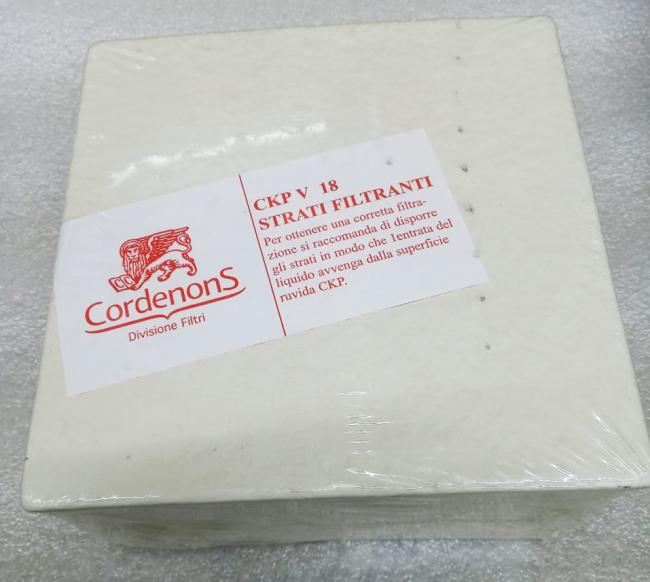 CordenonS
Divisione Filtri
CKP V 18
STRATI FILTRANTI
Per ottenere una corretta filtra-
zione si raccomanda di disporre
gli strati in modo che 1entrata del
liquido avvenga dalla superficie
ruvida CKP.